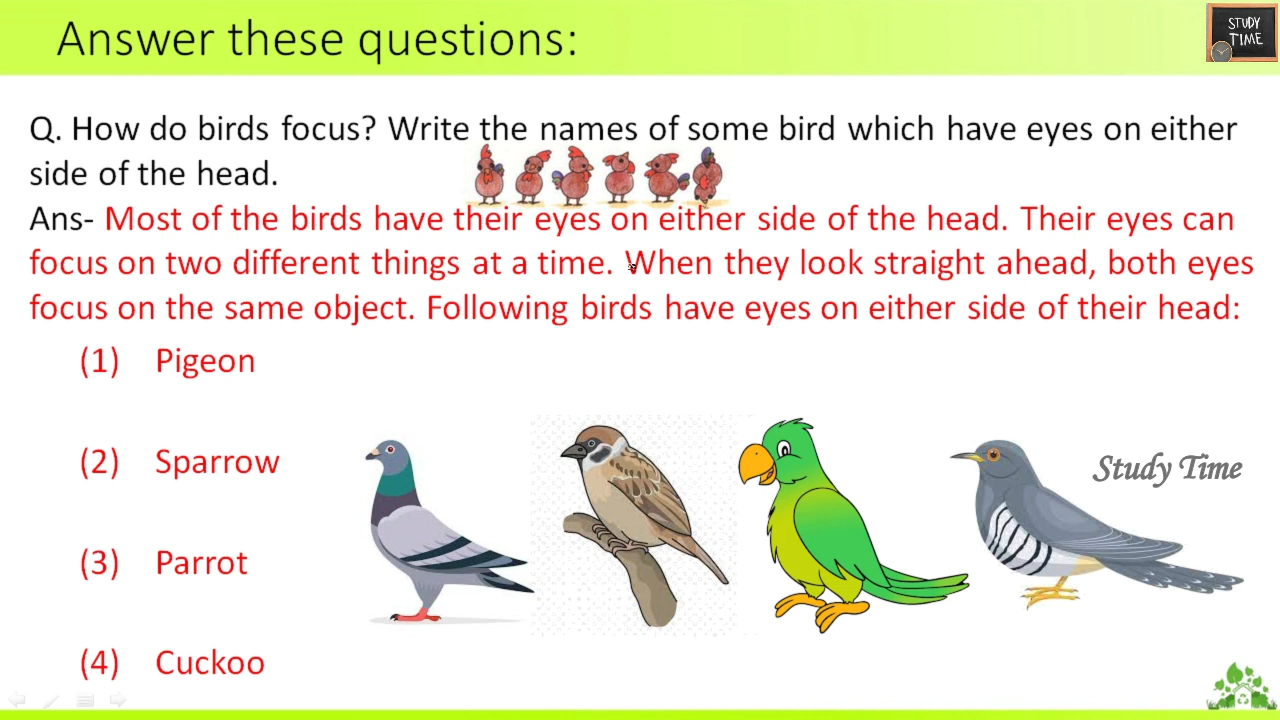 Answer these questions:
STUDY
TIME
Q. How do birds focus? Write the names of some bird which have eyes on either
side of the head.
Ans- Most of the birds have their eyes on either side of the head. Their eyes can
focus on two different things at a time. When they look straight ahead, both eyes
focus on the same object. Following birds have eyes on either side of their head:
(1) Pigeon
(2) Sparrow
Study Time
(3) Parrot
(4) Cuckoo